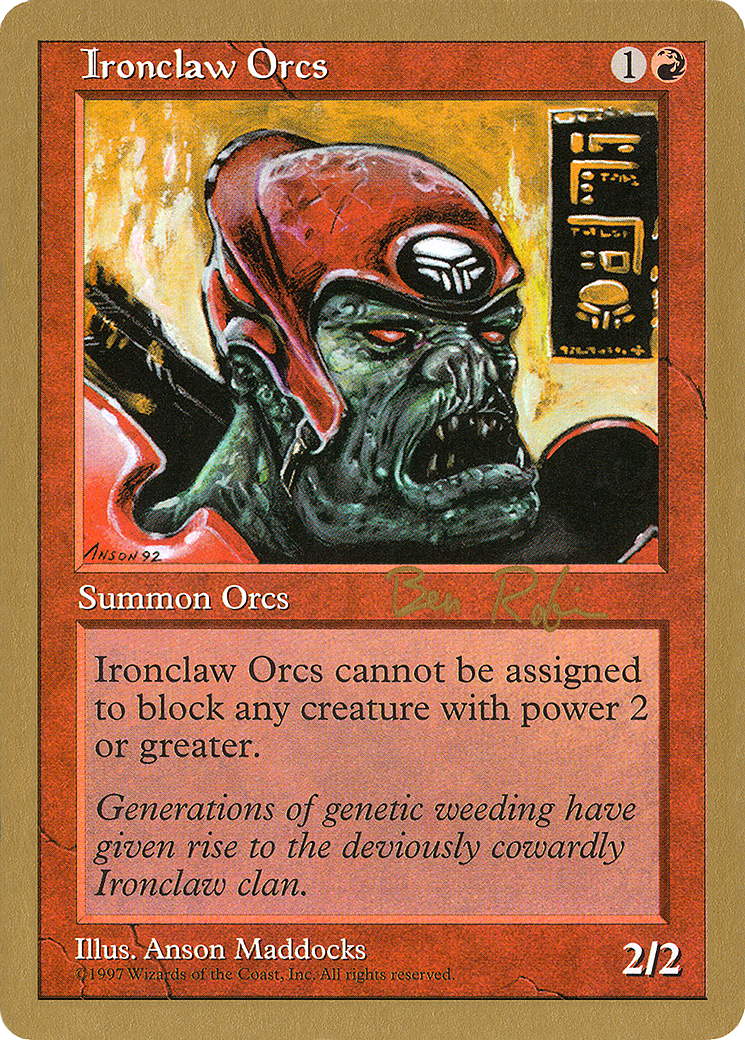 Ironclaw Orcs 1
ANSON 92
Summon Orcs Ben Rubin
Ironclaw Orcs cannot be assigned
to block any creature with power 2
or greater.
Generations of genetic weeding have
given rise to the deviously cowardly
Ironclaw clan.
Illus. Anson Maddocks
©1997 Wizards of the Coast, Inc. All rights reserved.
2/2